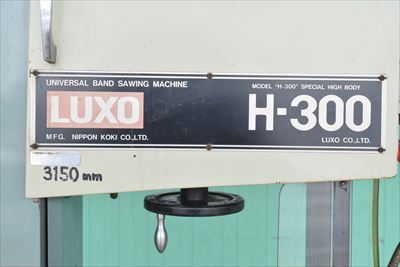 UNIVERSAL BAND SAWING MACHINE
LUXO
MFG. NIPPON KOKI CO.,LTD.
MODEL "H-300" SPECIAL HIGH BODY
H-300
LUXO CO.,LTD.
3150 mm